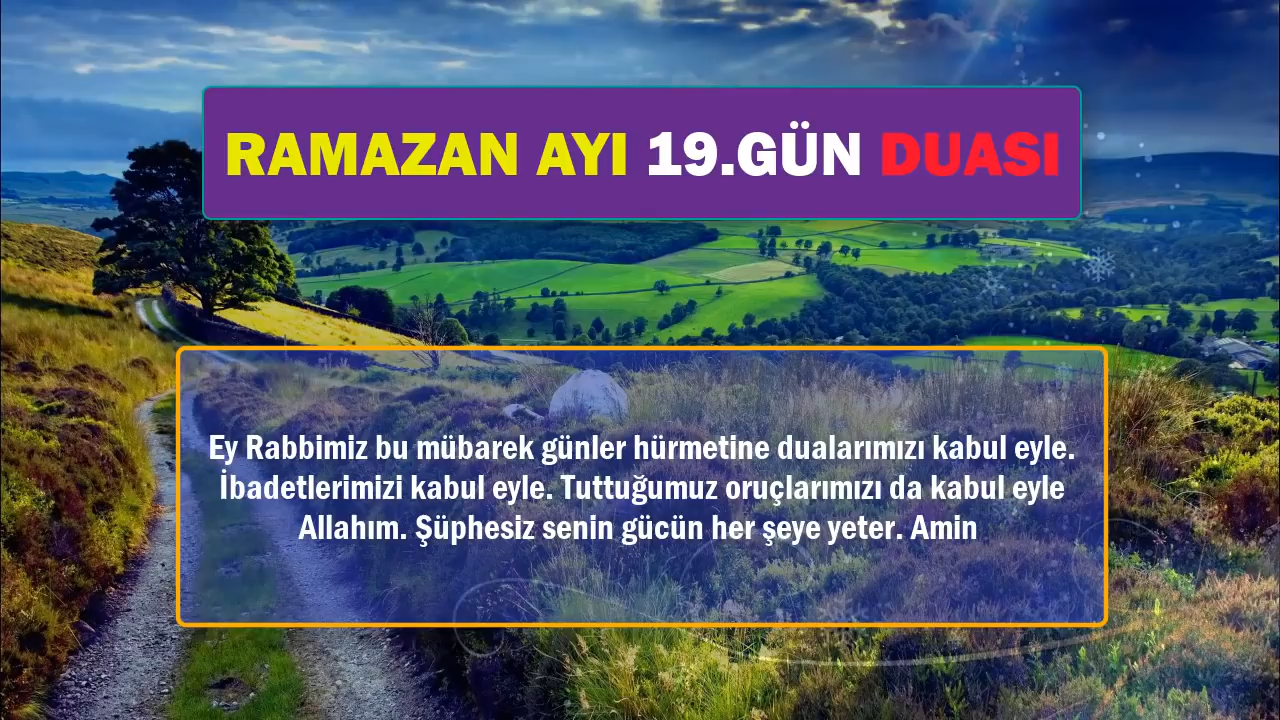 RAMAZAN AYI 19.GÜN DUASI
Ey Rabbimiz bu mübarek günler hürmetine dualarımızı kabul eyle.
İbadetlerimizi kabul eyle. Tuttuğumuz oruçlarımızı da kabul eyle
Allahım. Şüphesiz senin gücün her şeye yeter. Amin